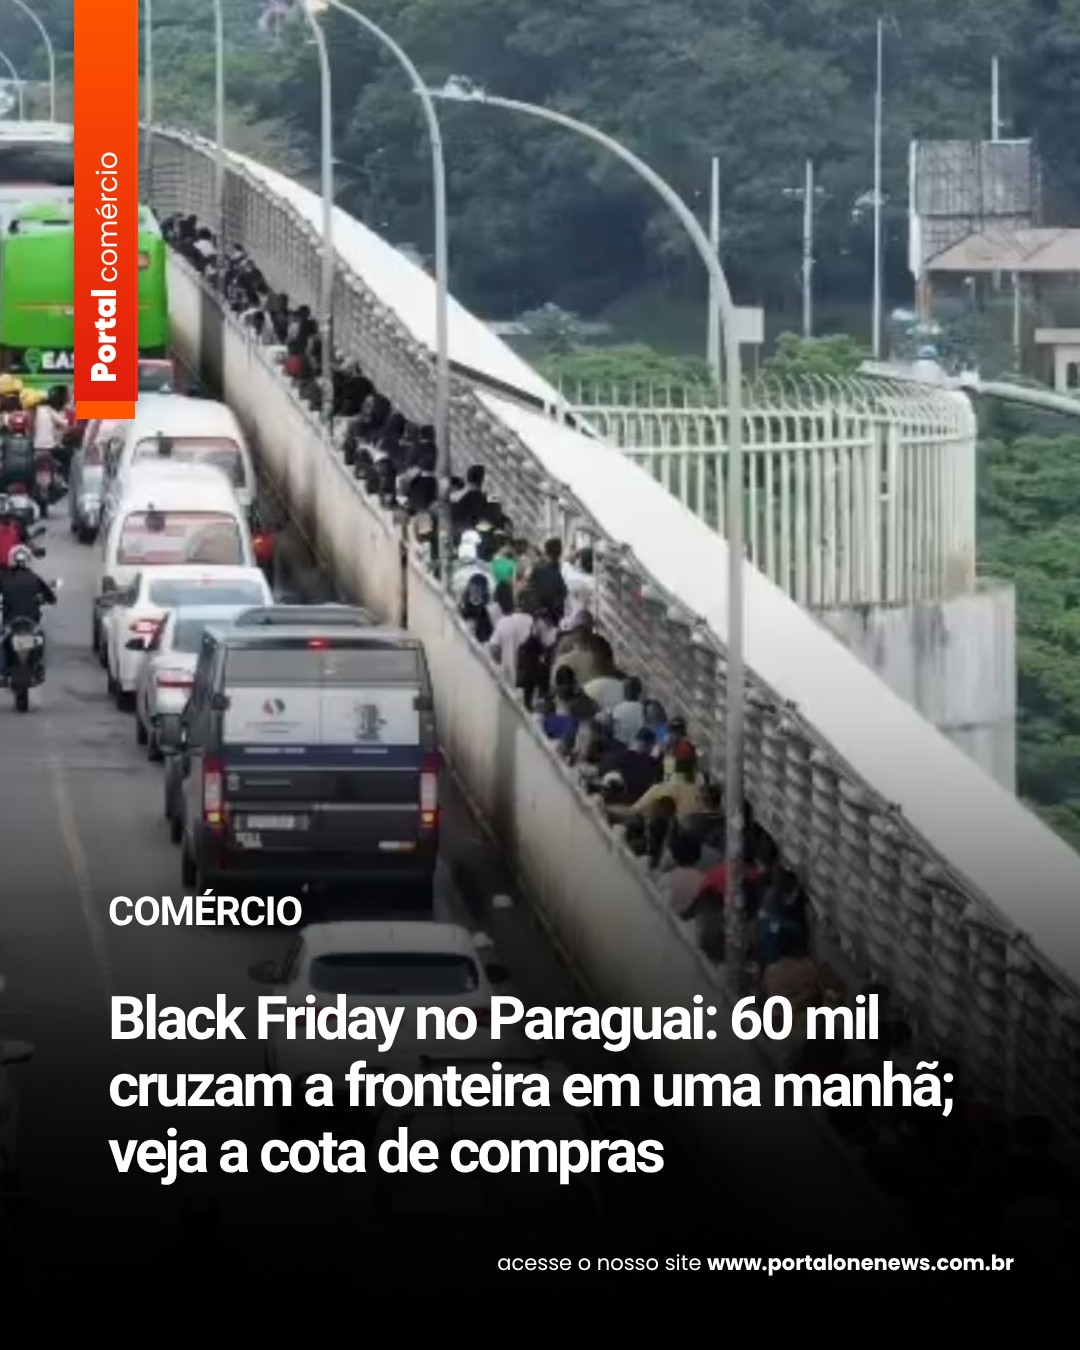 Portal comércio
EAS
COMÉRCIO
Black Friday no Paraguai: 60 mil
cruzam a fronteira em uma manhã;
veja a cota de compras
acesse o nosso site www.portalonenews.com.br